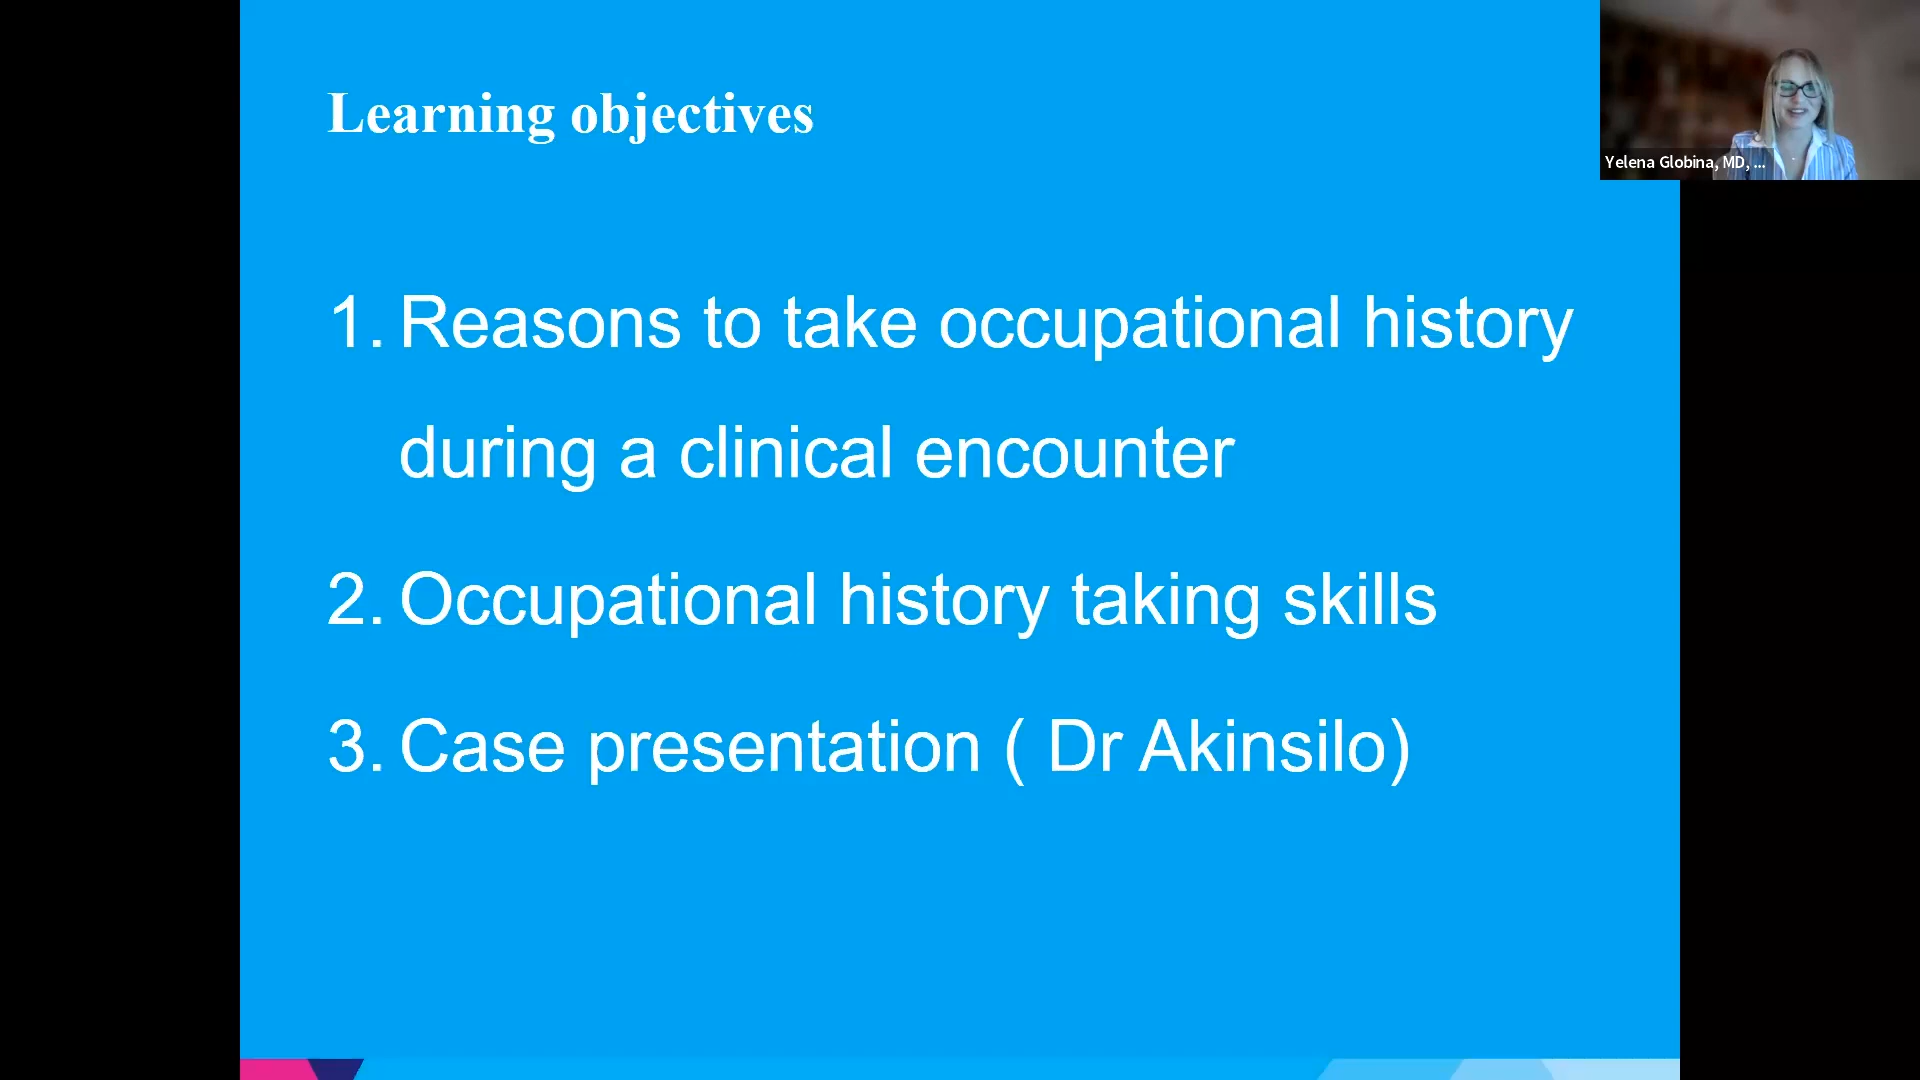 Learning objectives
Yelena Globina, MD, ...
1. Reasons to take occupational history
during a clinical encounter
2. Occupational history taking skills
3. Case presentation ( Dr Akinsilo)